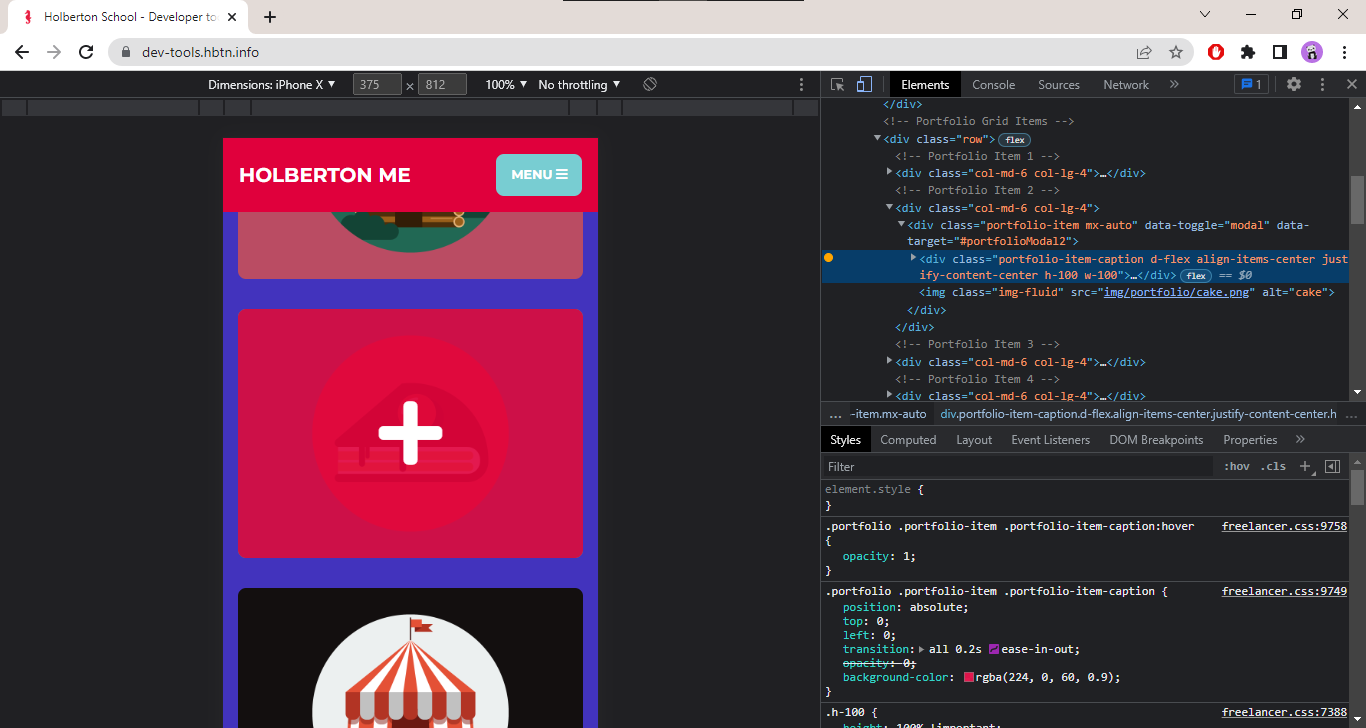 Holberton School - Developer to
dev-tools.hbtn.info
Dimensions: iPhone X ▼ 375 × 812 100% ▼ No throttling ▼
Elements Console Sources Network » 1
HOLBERTON ME
MENU
</div>
<!-- Portfolio Grid Items -->
▼<div class="row"> flex
<!-- Portfolio Item 1 -->
▶<div class="col-md-6 col-lg-4">…</div>
<!-- Portfolio Item 2 -->
▼<div class="col-md-6 col-lg-4">
▼<div class="portfolio-item mx-auto" data-toggle="modal" data-
target="#portfolioModal2">
▶<div class="portfolio-item-caption d-flex align-items-center just
ify-content-center h-100 w-100">…</div> flex == $0
<img class="img-fluid" src="img/portfolio/cake.png" alt="cake">
</div>
</div>
<!-- Portfolio Item 3 -->
▶<div class="col-md-6 col-lg-4">…</div>
<!-- Portfolio Item 4 -->
▶<div class="col-md-6 col-lg-4">…</div>
… -item.mx-auto div.portfolio-item-caption.d-flex.align-items-center.justify-content-center.h …
Styles Computed Layout Event Listeners DOM Breakpoints Properties »
Filter :hov .cls +
element.style {
}
.portfolio .portfolio-item .portfolio-item-caption:hover freelancer.css:9758
{
opacity: 1;
}
.portfolio .portfolio-item .portfolio-item-caption { freelancer.css:9749
position: absolute;
top: 0;
left: 0;
transition: ▶ all 0.2s ease-in-out;
opacity: 0;
background-color: rgba(224, 0, 60, 0.9);
}
.h-100 { freelancer.css:7388
height: 100% !important;